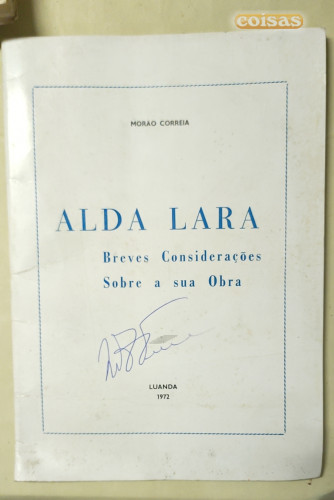 coisas
MORÃO CORREIA
ALDA LARA
Breves Considerações
Sobre a sua Obra
LUANDA
1972